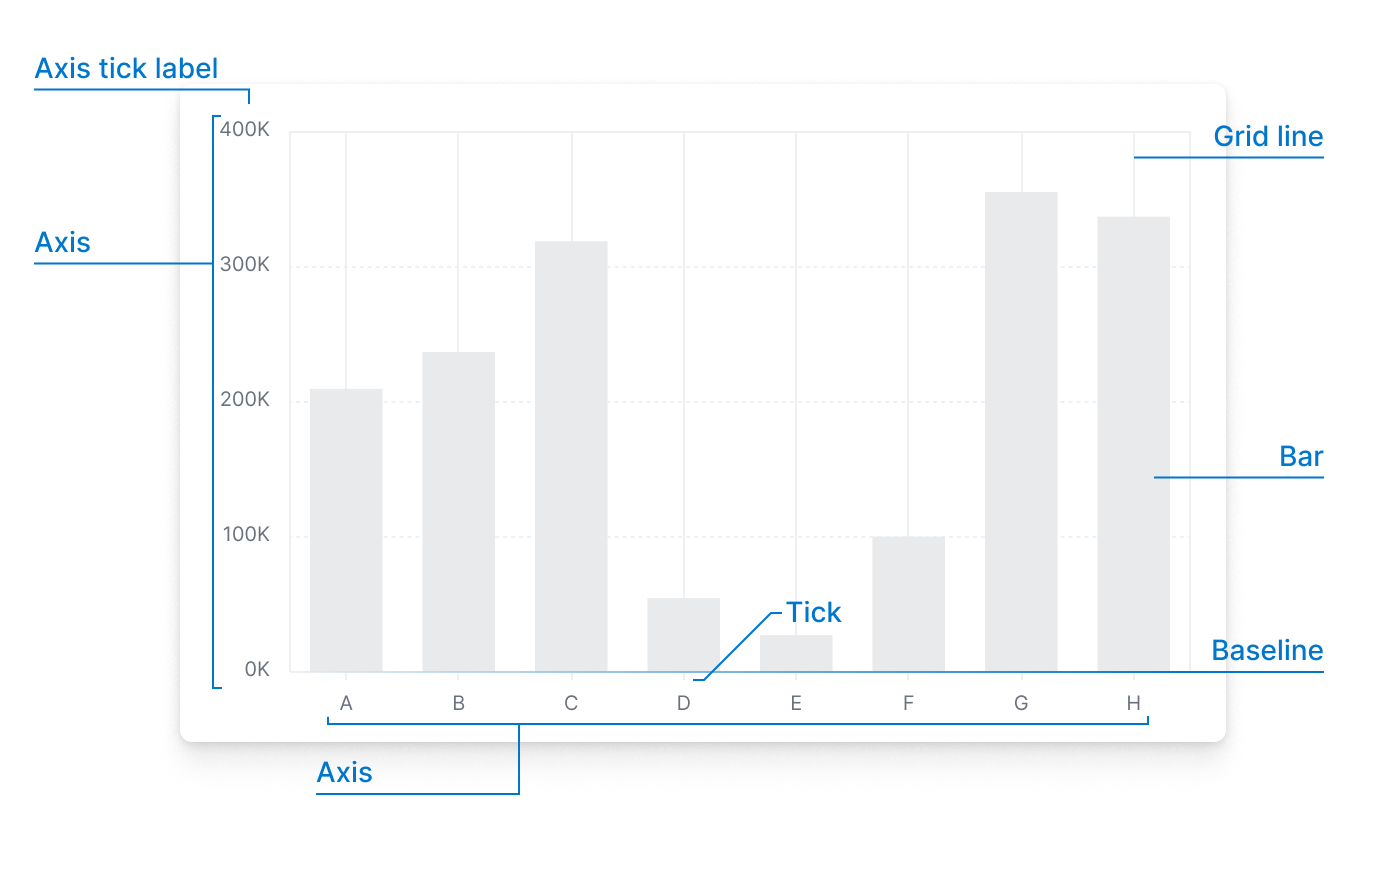 Axis tick label
400K
Grid line
Axis
300K
200K
Bar
100K
Tick
Baseline
0K
A B C D E F G H
Axis